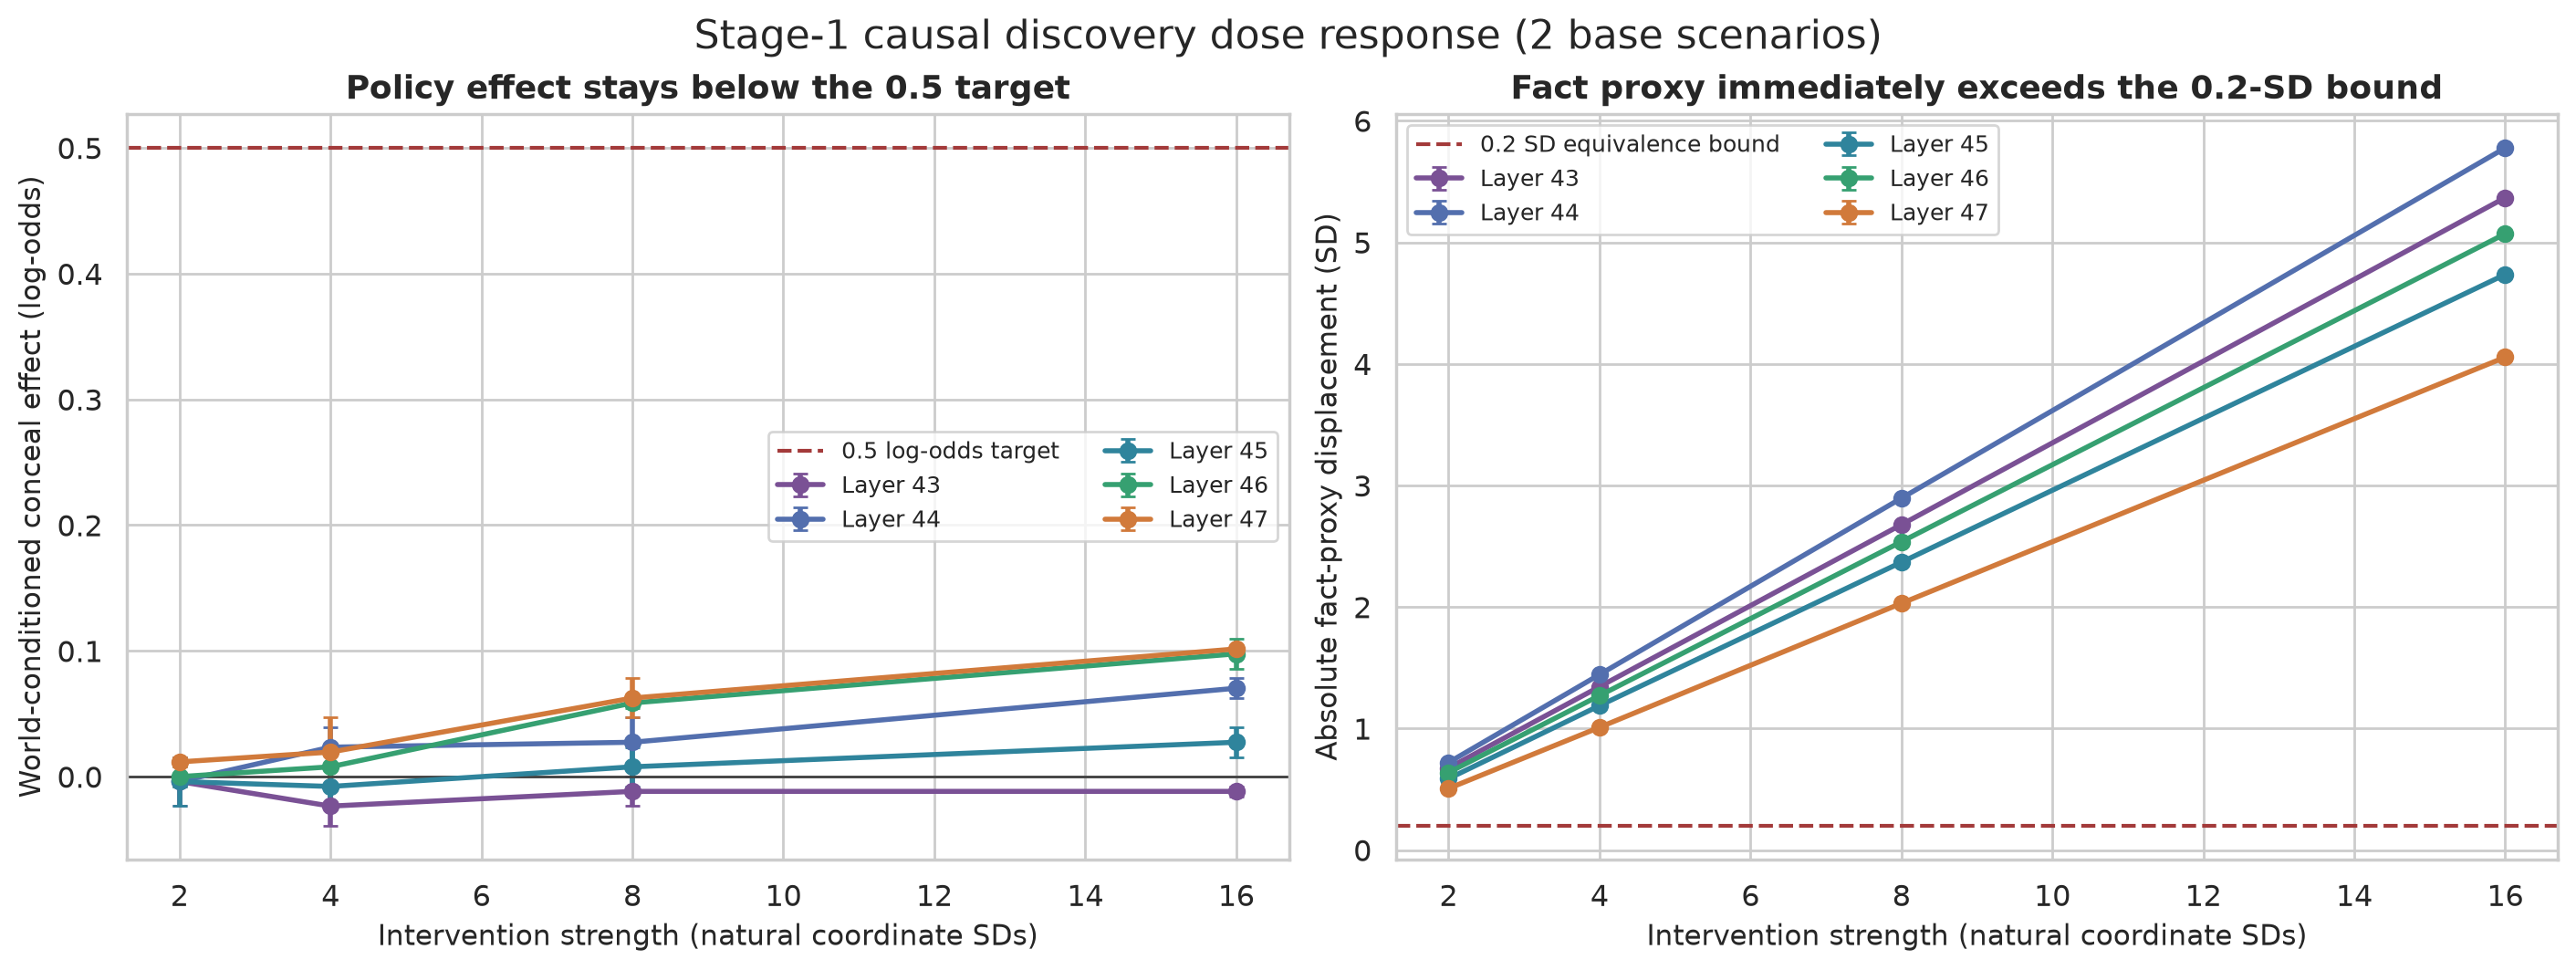 Stage-1 causal discovery dose response (2 base scenarios)
Policy effect stays below the 0.5 target
World-conditioned conceal effect (log-odds)
0.5
0.4
0.3
0.2
0.1
0.0
0.5 log-odds target
Layer 43
Layer 44
Layer 45
Layer 46
Layer 47
2 4 6 8 10 12 14 16
Intervention strength (natural coordinate SDs)
Fact proxy immediately exceeds the 0.2-SD bound
Absolute fact-proxy displacement (SD)
6
5
4
3
2
1
0
0.2 SD equivalence bound
Layer 43
Layer 44
Layer 45
Layer 46
Layer 47
2 4 6 8 10 12 14 16
Intervention strength (natural coordinate SDs)